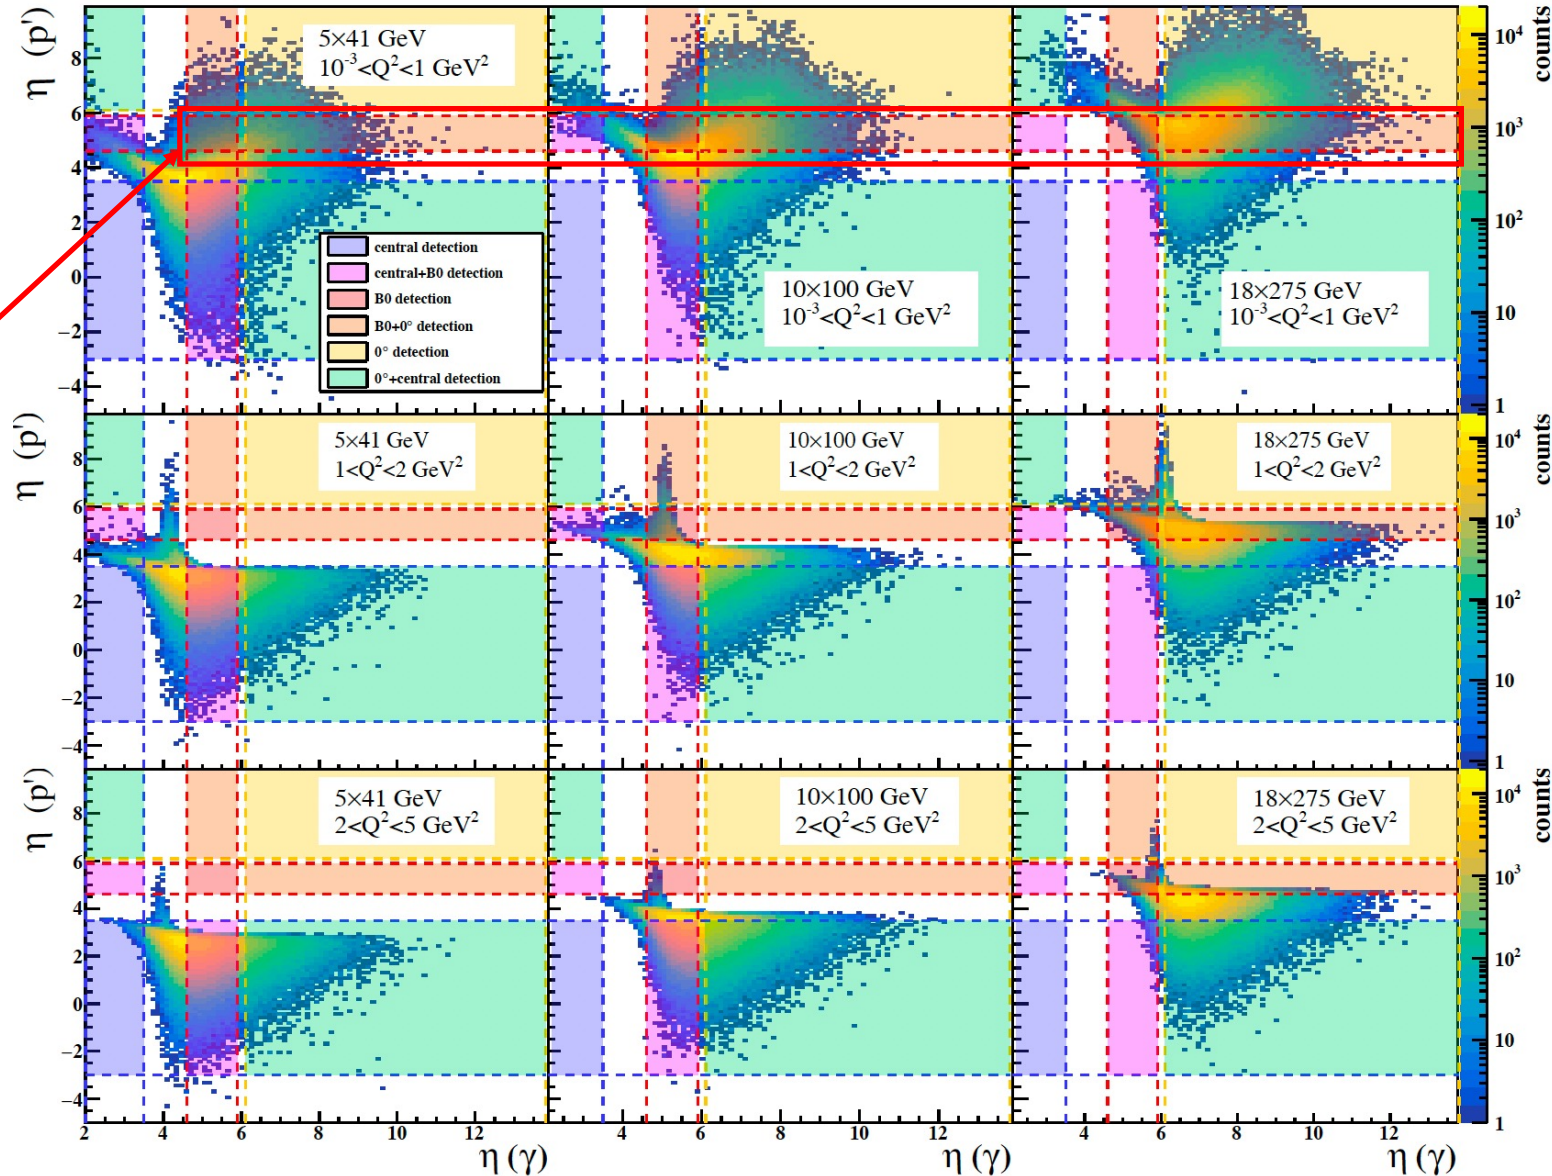 η (p')
5×41 GeV
10⁻³<Q²<1 GeV²
8
6
4
2
0
−2
−4
central detection
central+B0 detection
B0 detection
B0+0° detection
0° detection
0°+central detection
10×100 GeV
10⁻³<Q²<1 GeV²
18×275 GeV
10⁻³<Q²<1 GeV²
counts
10⁴
10³
10²
10
1
η (p')
5×41 GeV
1<Q²<2 GeV²
8
6
4
2
0
−2
−4
10×100 GeV
1<Q²<2 GeV²
18×275 GeV
1<Q²<2 GeV²
counts
10⁴
10³
10²
10
1
η (p')
5×41 GeV
2<Q²<5 GeV²
8
6
4
2
0
−2
−4
10×100 GeV
2<Q²<5 GeV²
18×275 GeV
2<Q²<5 GeV²
counts
10⁴
10³
10²
10
1
2 4 6 8 10 12
4 6 8 10 12
4 6 8 10 12
η (γ)
η (γ)
η (γ)